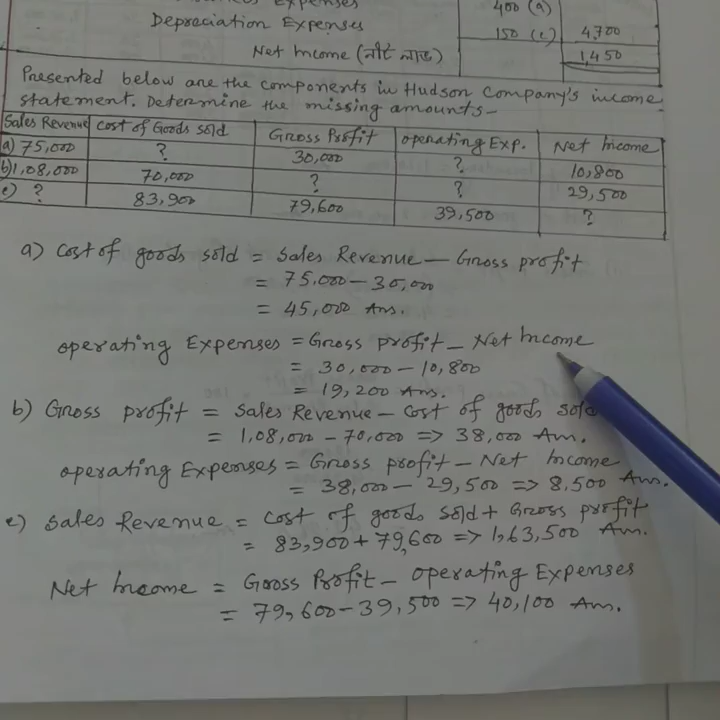 Expenses
400 (a)
Depreciation Expenses
150 (c) 4,700
Net Income (नीट लाभ) 1,450
Presented below are the components in Hudson Company's income
statement. Determine the missing amounts-
Sales Revenue Cost of Goods sold Gross Profit operating Exp. Net Income
a) 75,000 ? 30,000 ? 10,800
b) 1,08,000 70,000 ? ? 29,500
c) ? 83,900 79,600 39,500 ?
a) Cost of goods sold = Sales Revenue - Gross profit
= 75,000 - 30,000
= 45,000 Ans.
operating Expenses = Gross profit - Net Income
= 30,000 - 10,800
= 19,200 Ans.
b) Gross profit = Sales Revenue - Cost of goods sold
= 1,08,000 - 70,000 => 38,000 Ans.
operating Expenses = Gross profit - Net Income
= 38,000 - 29,500 => 8,500 Ans.
c) Sales Revenue = Cost of goods sold + Gross profit
= 83,900 + 79,600 => 1,63,500 Ans.
Net Income = Gross Profit - operating Expenses
= 79,600 - 39,500 => 40,100 Ans.